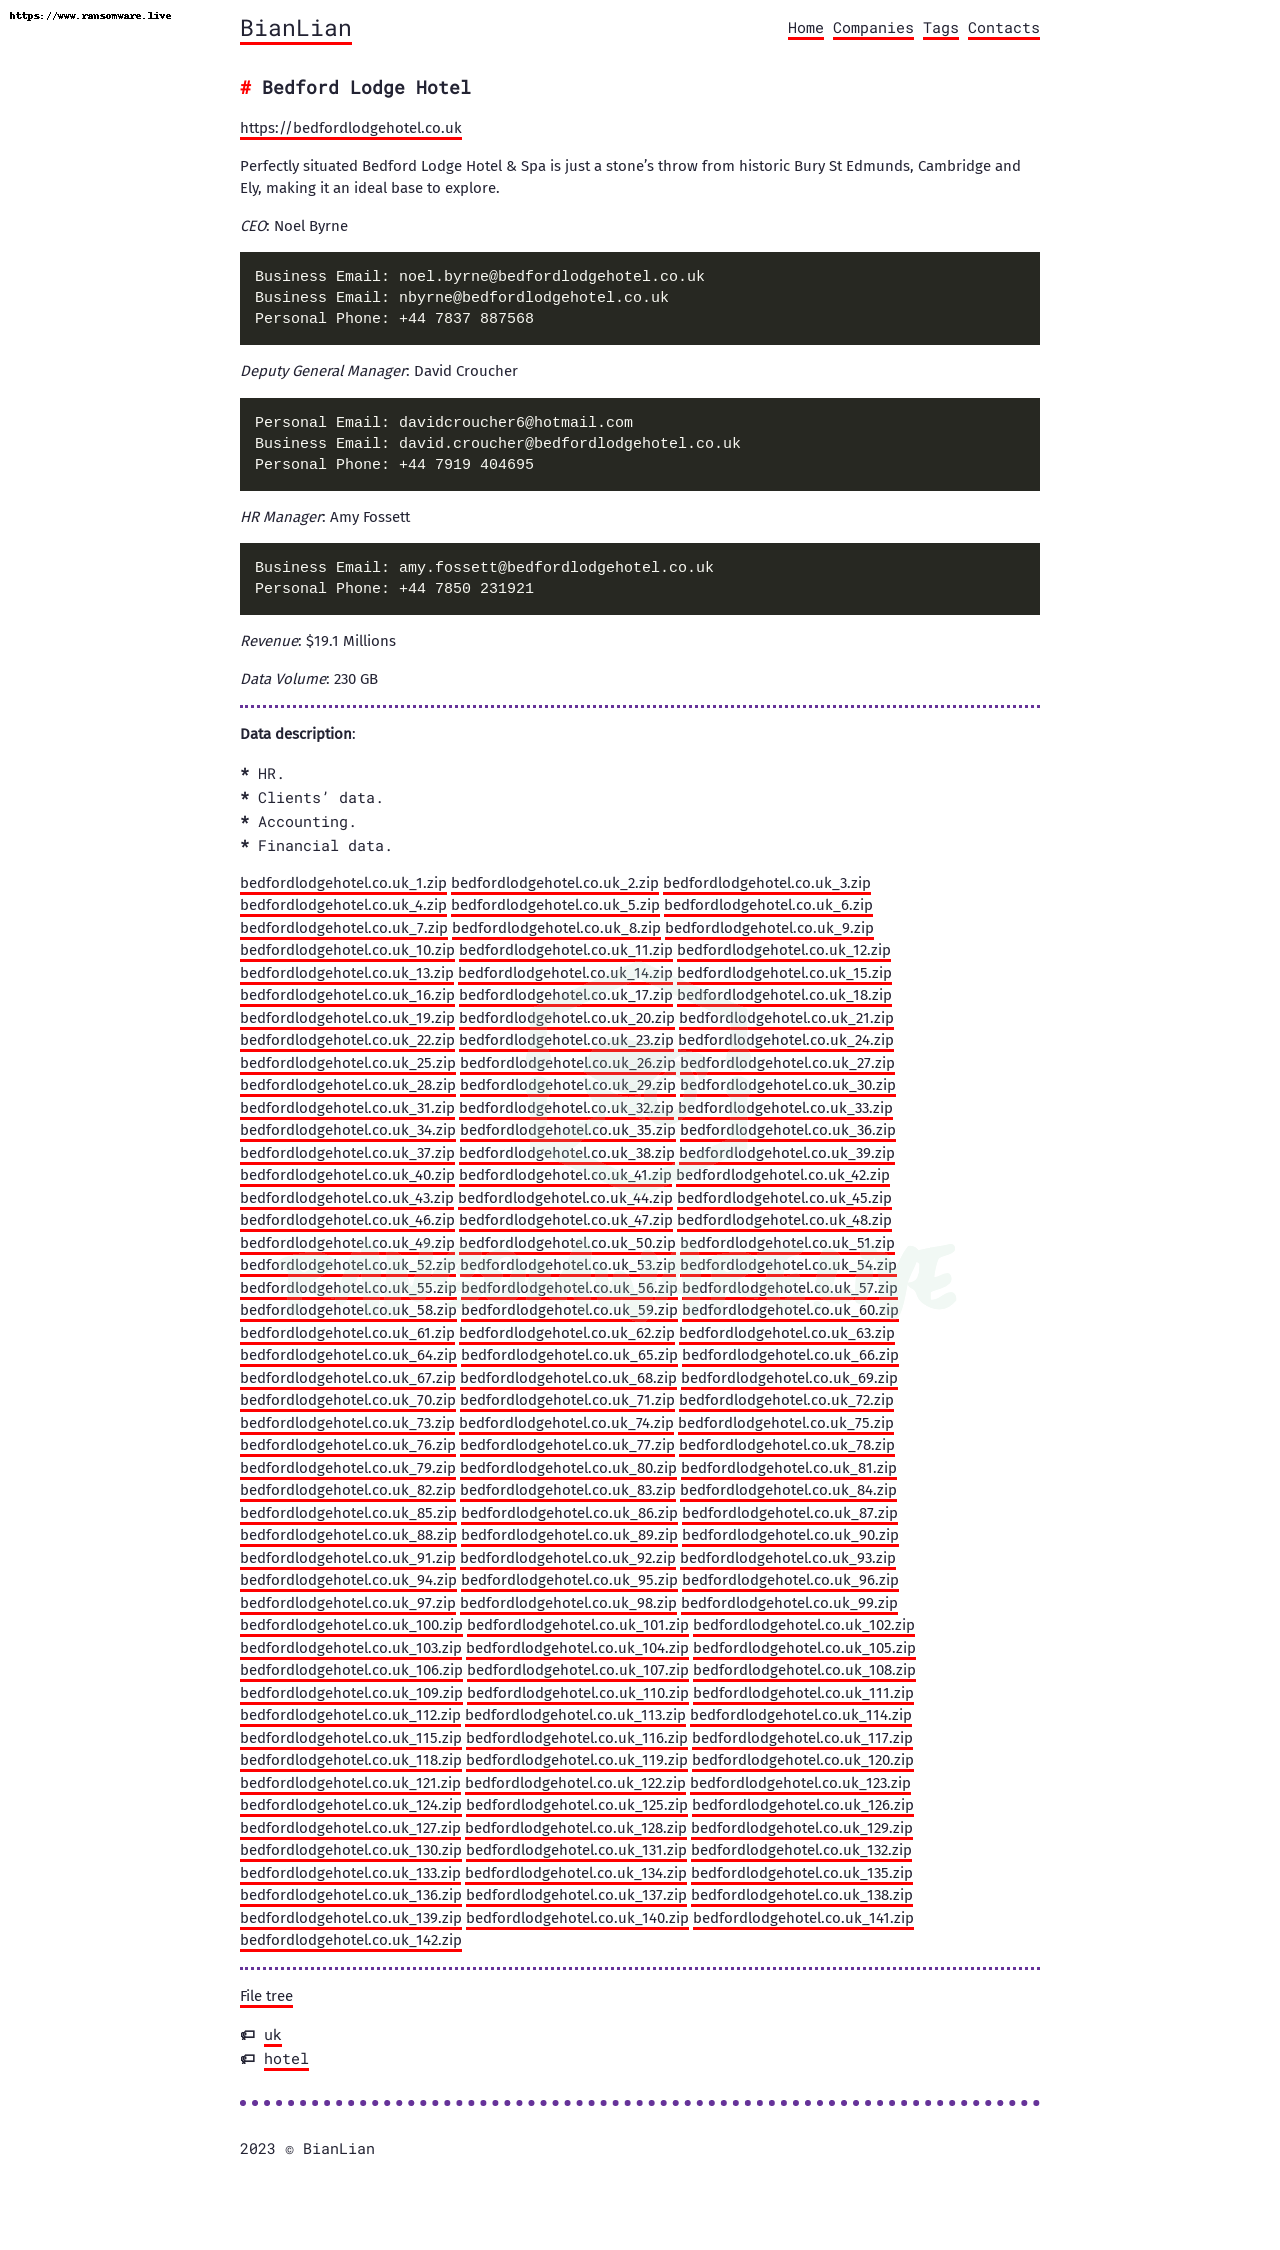 https://www.ransomware.live
BianLian
Home Companies Tags Contacts
# Bedford Lodge Hotel
https://bedfordlodgehotel.co.uk
Perfectly situated Bedford Lodge Hotel & Spa is just a stone’s throw from historic Bury St Edmunds, Cambridge and
Ely, making it an ideal base to explore.
CEO: Noel Byrne
Business Email: noel.byrne@bedfordlodgehotel.co.uk
Business Email: nbyrne@bedfordlodgehotel.co.uk
Personal Phone: +44 7837 887568
Deputy General Manager: David Croucher
Personal Email: davidcroucher6@hotmail.com
Business Email: david.croucher@bedfordlodgehotel.co.uk
Personal Phone: +44 7919 404695
HR Manager: Amy Fossett
Business Email: amy.fossett@bedfordlodgehotel.co.uk
Personal Phone: +44 7850 231921
Revenue: $19.1 Millions
Data Volume: 230 GB
Data description:
* HR.
* Clients’ data.
* Accounting.
* Financial data.
bedfordlodgehotel.co.uk_1.zip bedfordlodgehotel.co.uk_2.zip bedfordlodgehotel.co.uk_3.zip
bedfordlodgehotel.co.uk_4.zip bedfordlodgehotel.co.uk_5.zip bedfordlodgehotel.co.uk_6.zip
bedfordlodgehotel.co.uk_7.zip bedfordlodgehotel.co.uk_8.zip bedfordlodgehotel.co.uk_9.zip
bedfordlodgehotel.co.uk_10.zip bedfordlodgehotel.co.uk_11.zip bedfordlodgehotel.co.uk_12.zip
bedfordlodgehotel.co.uk_13.zip bedfordlodgehotel.co.uk_14.zip bedfordlodgehotel.co.uk_15.zip
bedfordlodgehotel.co.uk_16.zip bedfordlodgehotel.co.uk_17.zip bedfordlodgehotel.co.uk_18.zip
bedfordlodgehotel.co.uk_19.zip bedfordlodgehotel.co.uk_20.zip bedfordlodgehotel.co.uk_21.zip
bedfordlodgehotel.co.uk_22.zip bedfordlodgehotel.co.uk_23.zip bedfordlodgehotel.co.uk_24.zip
bedfordlodgehotel.co.uk_25.zip bedfordlodgehotel.co.uk_26.zip bedfordlodgehotel.co.uk_27.zip
bedfordlodgehotel.co.uk_28.zip bedfordlodgehotel.co.uk_29.zip bedfordlodgehotel.co.uk_30.zip
bedfordlodgehotel.co.uk_31.zip bedfordlodgehotel.co.uk_32.zip bedfordlodgehotel.co.uk_33.zip
bedfordlodgehotel.co.uk_34.zip bedfordlodgehotel.co.uk_35.zip bedfordlodgehotel.co.uk_36.zip
bedfordlodgehotel.co.uk_37.zip bedfordlodgehotel.co.uk_38.zip bedfordlodgehotel.co.uk_39.zip
bedfordlodgehotel.co.uk_40.zip bedfordlodgehotel.co.uk_41.zip bedfordlodgehotel.co.uk_42.zip
bedfordlodgehotel.co.uk_43.zip bedfordlodgehotel.co.uk_44.zip bedfordlodgehotel.co.uk_45.zip
bedfordlodgehotel.co.uk_46.zip bedfordlodgehotel.co.uk_47.zip bedfordlodgehotel.co.uk_48.zip
bedfordlodgehotel.co.uk_49.zip bedfordlodgehotel.co.uk_50.zip bedfordlodgehotel.co.uk_51.zip
bedfordlodgehotel.co.uk_52.zip bedfordlodgehotel.co.uk_53.zip bedfordlodgehotel.co.uk_54.zip
bedfordlodgehotel.co.uk_55.zip bedfordlodgehotel.co.uk_56.zip bedfordlodgehotel.co.uk_57.zip
bedfordlodgehotel.co.uk_58.zip bedfordlodgehotel.co.uk_59.zip bedfordlodgehotel.co.uk_60.zip
bedfordlodgehotel.co.uk_61.zip bedfordlodgehotel.co.uk_62.zip bedfordlodgehotel.co.uk_63.zip
bedfordlodgehotel.co.uk_64.zip bedfordlodgehotel.co.uk_65.zip bedfordlodgehotel.co.uk_66.zip
bedfordlodgehotel.co.uk_67.zip bedfordlodgehotel.co.uk_68.zip bedfordlodgehotel.co.uk_69.zip
bedfordlodgehotel.co.uk_70.zip bedfordlodgehotel.co.uk_71.zip bedfordlodgehotel.co.uk_72.zip
bedfordlodgehotel.co.uk_73.zip bedfordlodgehotel.co.uk_74.zip bedfordlodgehotel.co.uk_75.zip
bedfordlodgehotel.co.uk_76.zip bedfordlodgehotel.co.uk_77.zip bedfordlodgehotel.co.uk_78.zip
bedfordlodgehotel.co.uk_79.zip bedfordlodgehotel.co.uk_80.zip bedfordlodgehotel.co.uk_81.zip
bedfordlodgehotel.co.uk_82.zip bedfordlodgehotel.co.uk_83.zip bedfordlodgehotel.co.uk_84.zip
bedfordlodgehotel.co.uk_85.zip bedfordlodgehotel.co.uk_86.zip bedfordlodgehotel.co.uk_87.zip
bedfordlodgehotel.co.uk_88.zip bedfordlodgehotel.co.uk_89.zip bedfordlodgehotel.co.uk_90.zip
bedfordlodgehotel.co.uk_91.zip bedfordlodgehotel.co.uk_92.zip bedfordlodgehotel.co.uk_93.zip
bedfordlodgehotel.co.uk_94.zip bedfordlodgehotel.co.uk_95.zip bedfordlodgehotel.co.uk_96.zip
bedfordlodgehotel.co.uk_97.zip bedfordlodgehotel.co.uk_98.zip bedfordlodgehotel.co.uk_99.zip
bedfordlodgehotel.co.uk_100.zip bedfordlodgehotel.co.uk_101.zip bedfordlodgehotel.co.uk_102.zip
bedfordlodgehotel.co.uk_103.zip bedfordlodgehotel.co.uk_104.zip bedfordlodgehotel.co.uk_105.zip
bedfordlodgehotel.co.uk_106.zip bedfordlodgehotel.co.uk_107.zip bedfordlodgehotel.co.uk_108.zip
bedfordlodgehotel.co.uk_109.zip bedfordlodgehotel.co.uk_110.zip bedfordlodgehotel.co.uk_111.zip
bedfordlodgehotel.co.uk_112.zip bedfordlodgehotel.co.uk_113.zip bedfordlodgehotel.co.uk_114.zip
bedfordlodgehotel.co.uk_115.zip bedfordlodgehotel.co.uk_116.zip bedfordlodgehotel.co.uk_117.zip
bedfordlodgehotel.co.uk_118.zip bedfordlodgehotel.co.uk_119.zip bedfordlodgehotel.co.uk_120.zip
bedfordlodgehotel.co.uk_121.zip bedfordlodgehotel.co.uk_122.zip bedfordlodgehotel.co.uk_123.zip
bedfordlodgehotel.co.uk_124.zip bedfordlodgehotel.co.uk_125.zip bedfordlodgehotel.co.uk_126.zip
bedfordlodgehotel.co.uk_127.zip bedfordlodgehotel.co.uk_128.zip bedfordlodgehotel.co.uk_129.zip
bedfordlodgehotel.co.uk_130.zip bedfordlodgehotel.co.uk_131.zip bedfordlodgehotel.co.uk_132.zip
bedfordlodgehotel.co.uk_133.zip bedfordlodgehotel.co.uk_134.zip bedfordlodgehotel.co.uk_135.zip
bedfordlodgehotel.co.uk_136.zip bedfordlodgehotel.co.uk_137.zip bedfordlodgehotel.co.uk_138.zip
bedfordlodgehotel.co.uk_139.zip bedfordlodgehotel.co.uk_140.zip bedfordlodgehotel.co.uk_141.zip
bedfordlodgehotel.co.uk_142.zip
File tree
uk
hotel
2023 © BianLian